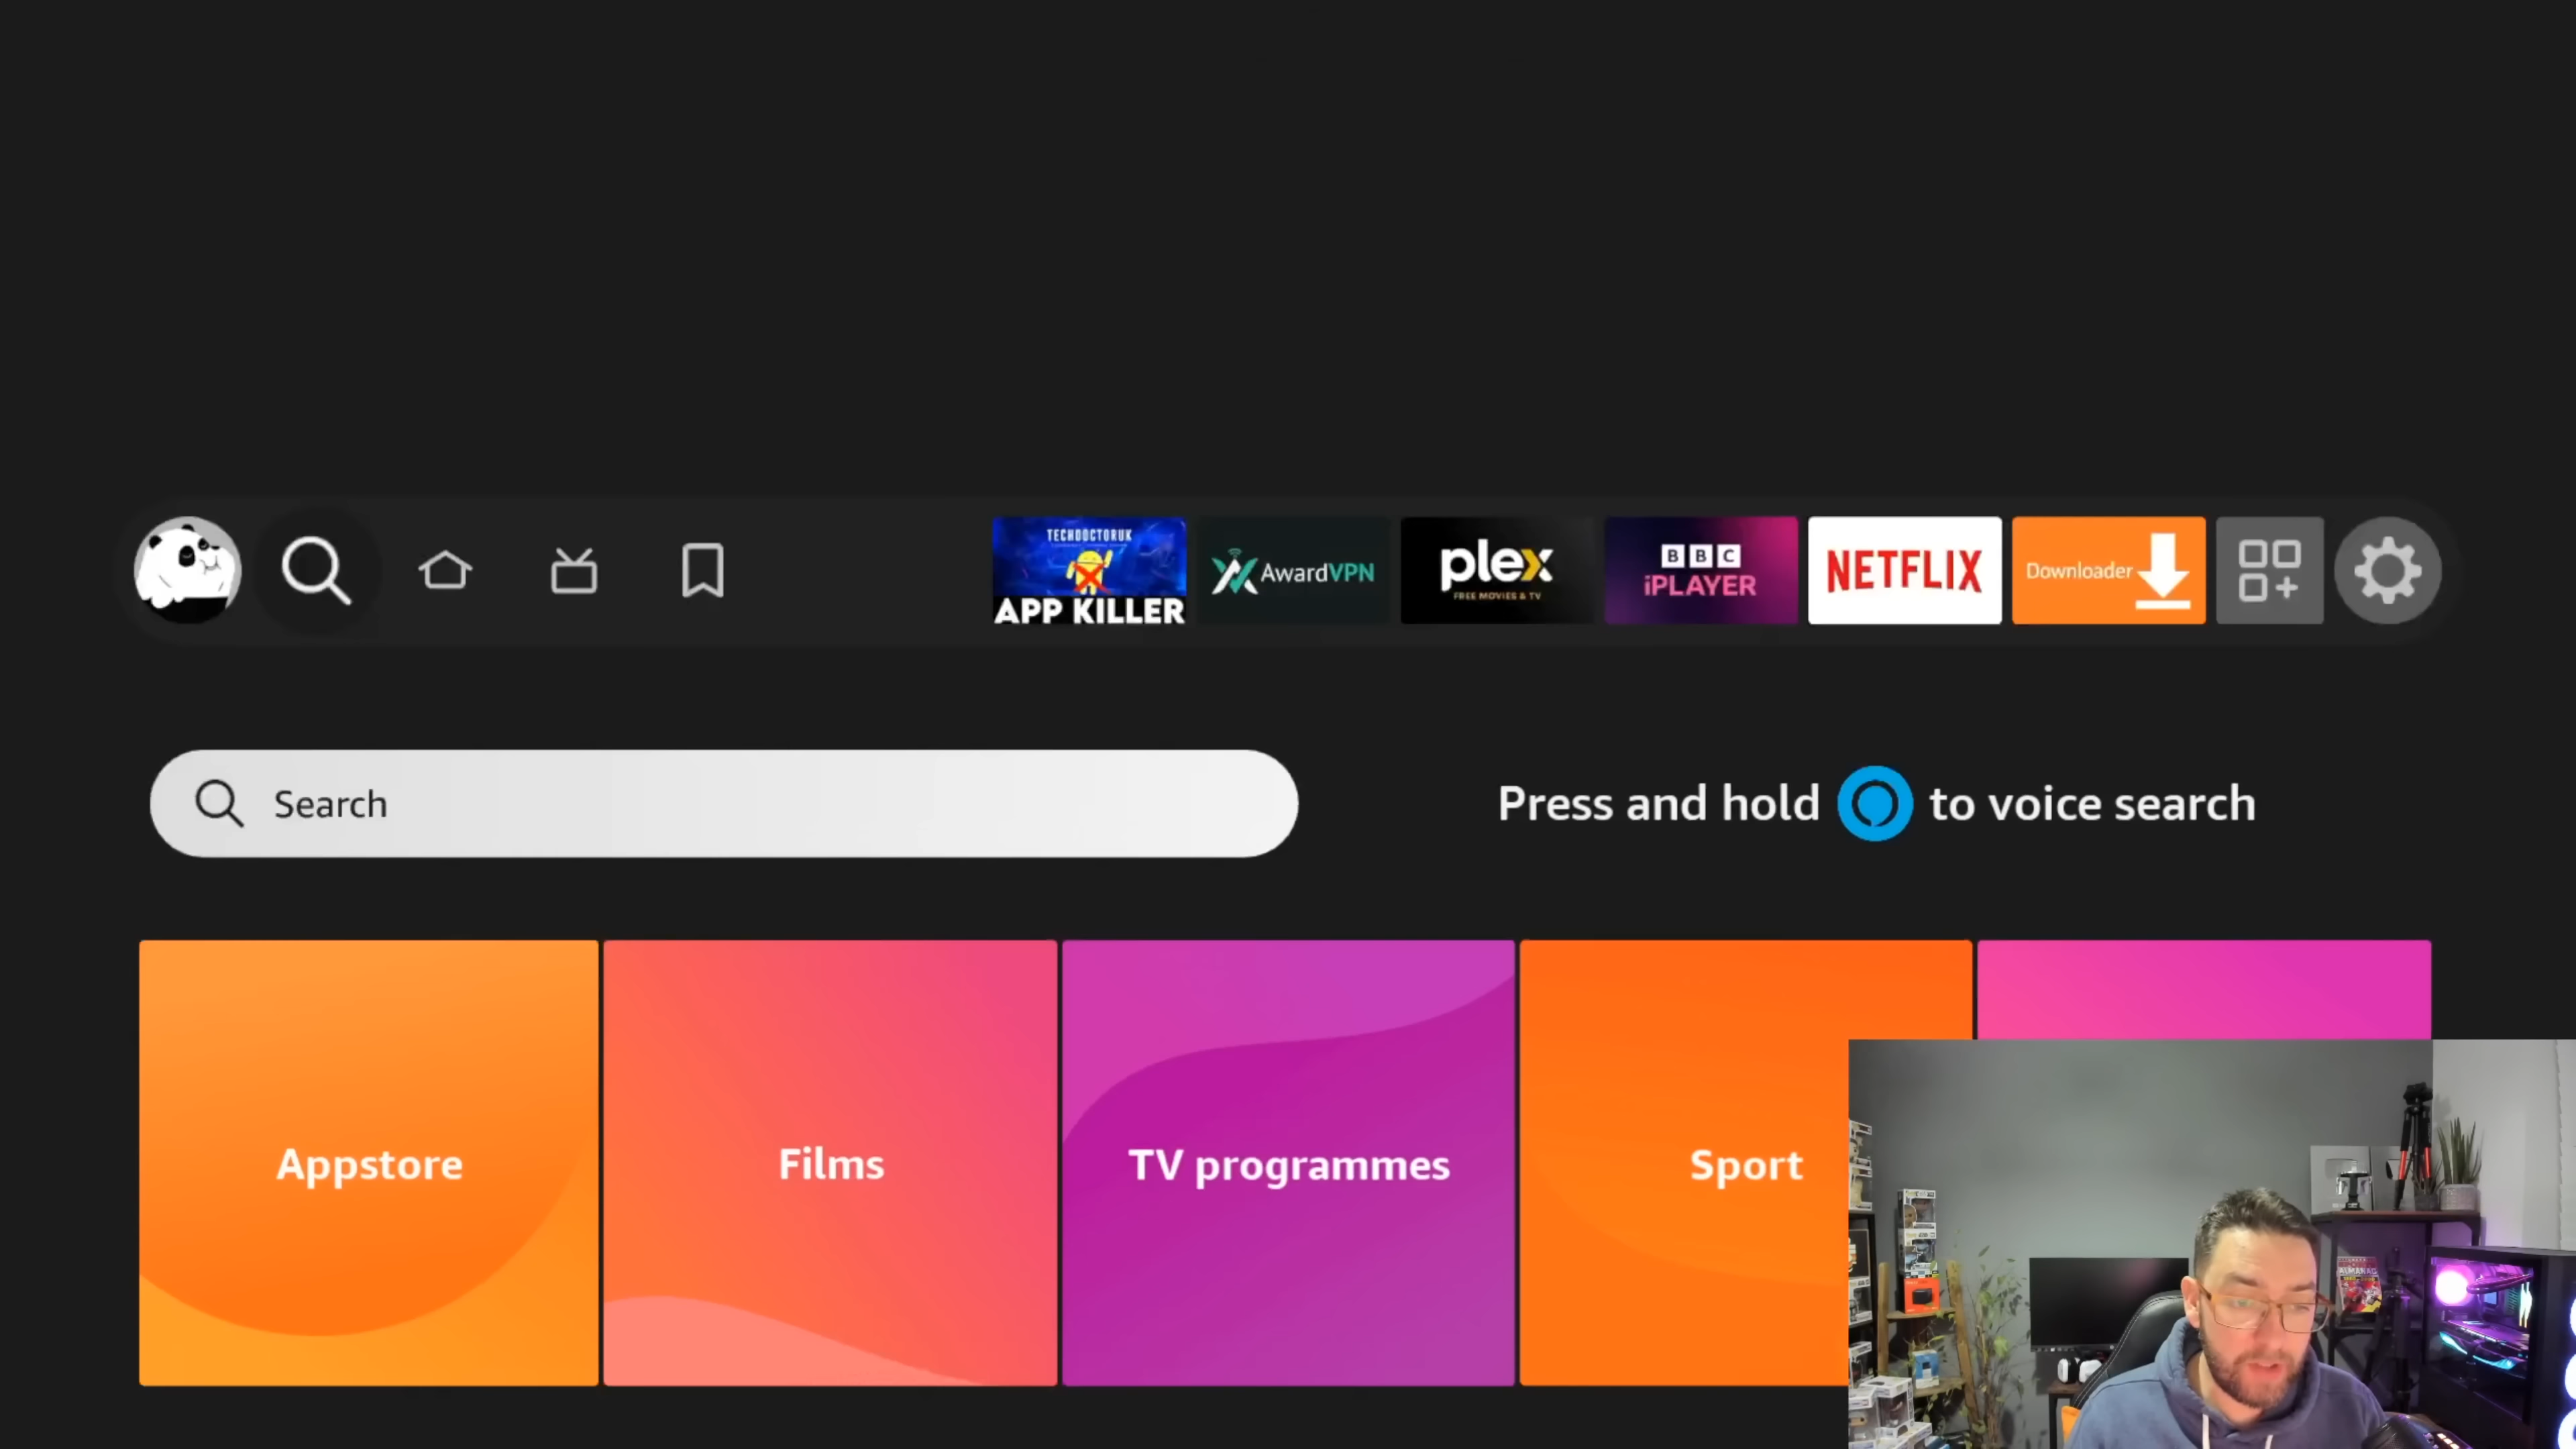 TECHDOCTORUK
APP KILLER
AwardVPN
plex
FREE MOVIES & TV
BBC
iPLAYER
NETFLIX
Downloader
Search
Press and hold to voice search
Appstore
Films
TV programmes
Sport
ALMANAC